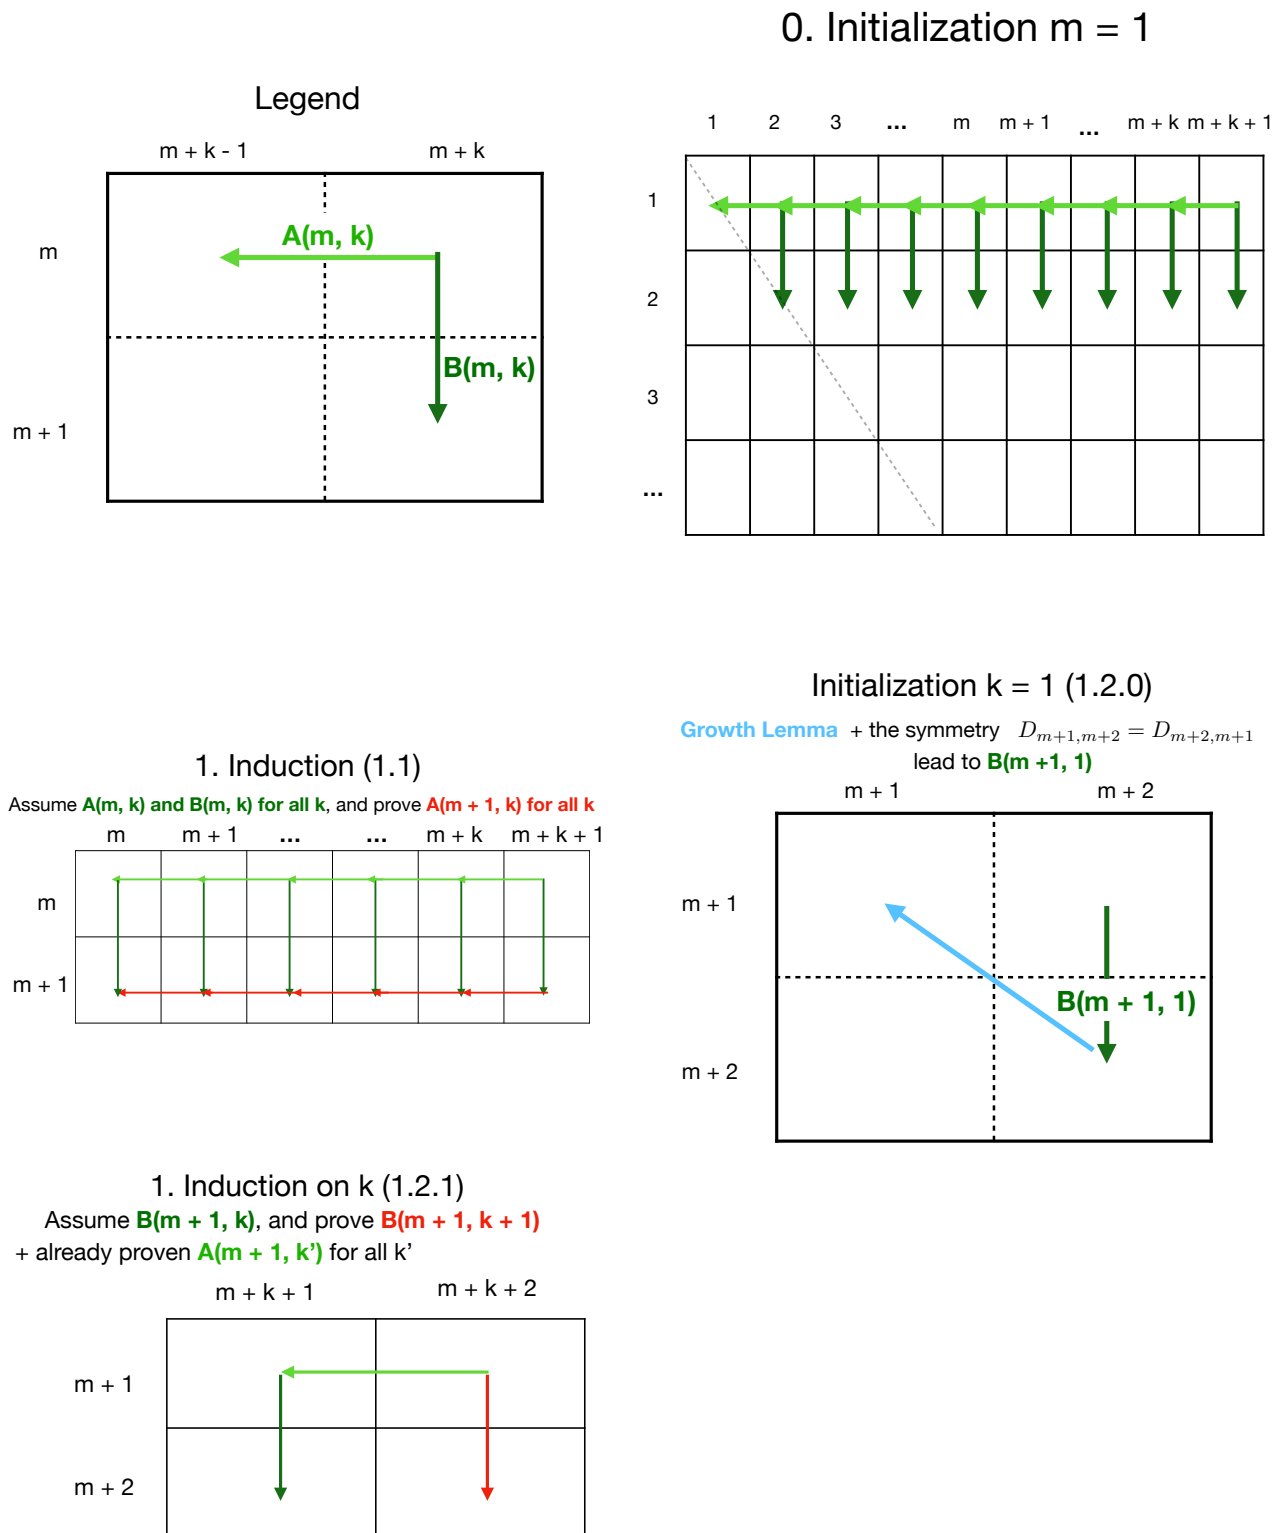 0. Initialization m = 1
Legend
m + k - 1 m + k
m
A(m, k)
B(m, k)
m + 1
1 2 3 ... m m + 1 ... m + k m + k + 1
1
2
3
...
Initialization k = 1 (1.2.0)
Growth Lemma + the symmetry D_{m+1,m+2} = D_{m+2,m+1}
lead to B(m +1, 1)
m + 1 m + 2
m + 1
B(m + 1, 1)
m + 2
1. Induction (1.1)
Assume A(m, k) and B(m, k) for all k, and prove A(m + 1, k) for all k
m m + 1 ... ... m + k m + k + 1
m
m + 1
1. Induction on k (1.2.1)
Assume B(m + 1, k), and prove B(m + 1, k + 1)
+ already proven A(m + 1, k’) for all k’
m + k + 1 m + k + 2
m + 1
m + 2